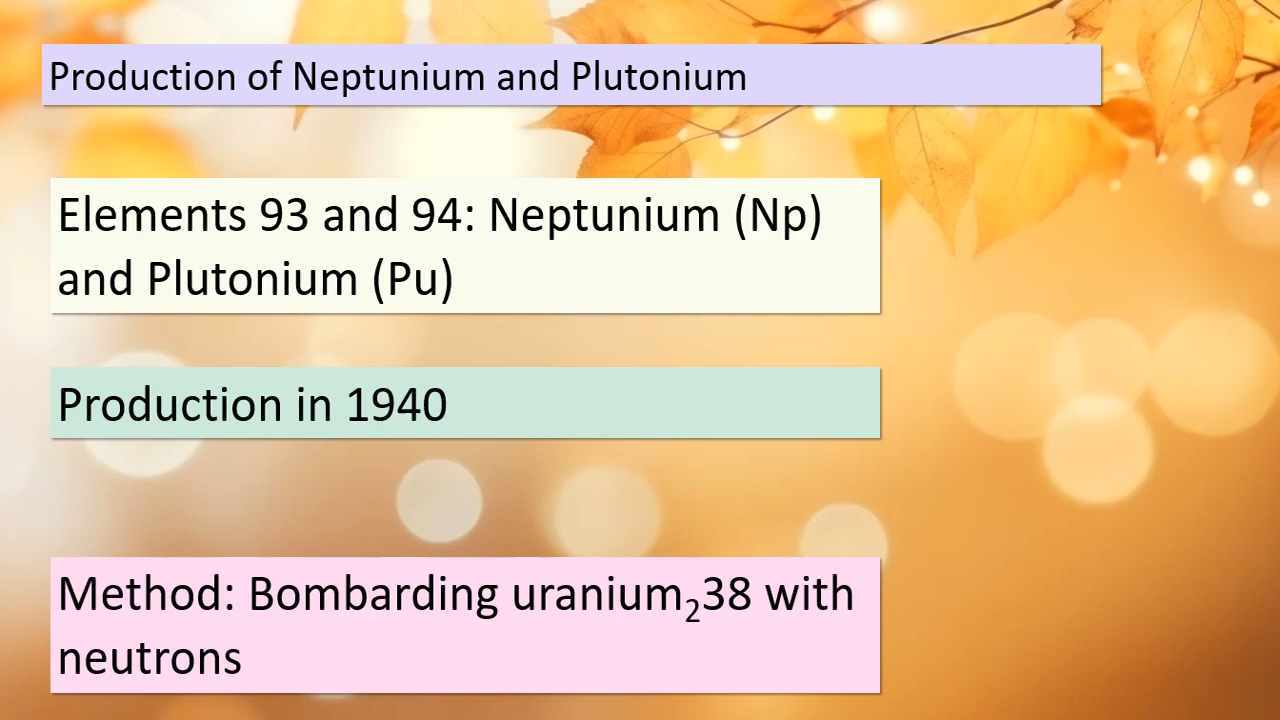 Production of Neptunium and Plutonium
Elements 93 and 94: Neptunium (Np)
and Plutonium (Pu)
Production in 1940
Method: Bombarding uranium₂38 with
neutrons